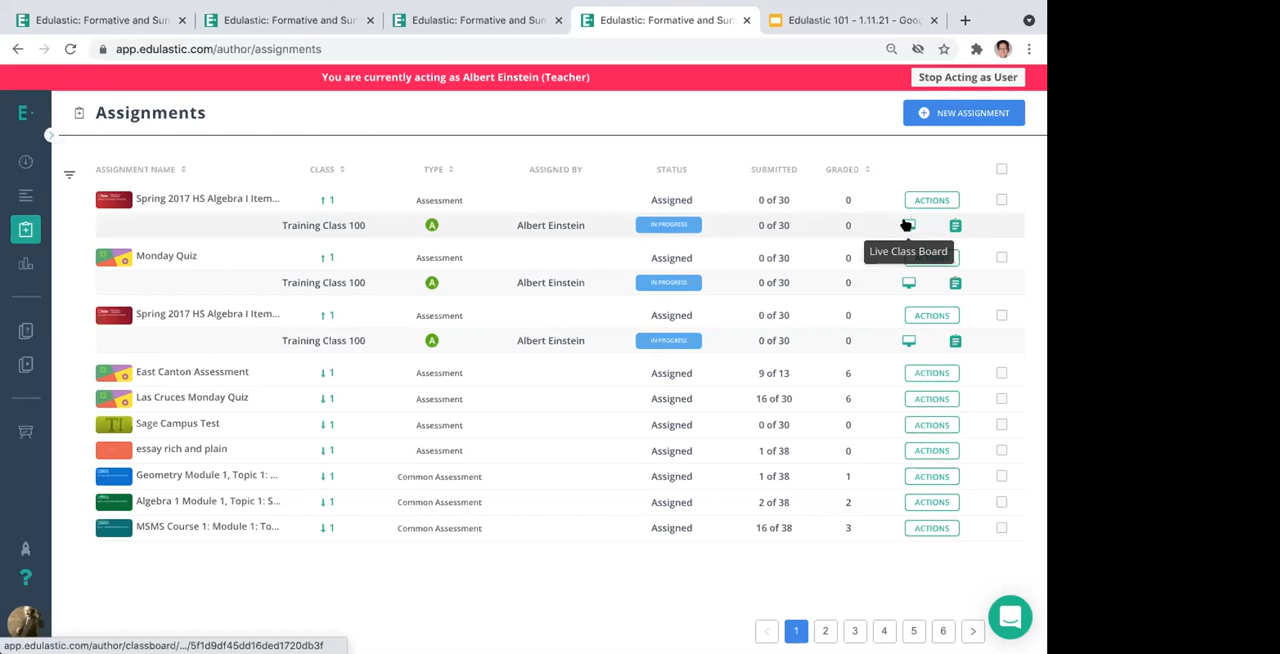 Edulastic: Formative and Sum
Edulastic: Formative and Sum
Edulastic: Formative and Sum
Edulastic: Formative and Sum
Edulastic 101 - 1.11.21 - Goog
app.edulastic.com/author/assignments
You are currently acting as Albert Einstein (Teacher)
Stop Acting as User
E
Assignments
NEW ASSIGNMENT
ASSIGNMENT NAME CLASS TYPE ASSIGNED BY STATUS SUBMITTED GRADED
Spring 2017 HS Algebra I Item... 1 Assessment Assigned 0 of 30 0 ACTIONS
Training Class 100 A Albert Einstein IN PROGRESS 0 of 30 0
Live Class Board
Monday Quiz 1 Assessment Assigned 0 of 30 0
Training Class 100 A Albert Einstein IN PROGRESS 0 of 30 0
Spring 2017 HS Algebra I Item... 1 Assessment Assigned 0 of 30 0 ACTIONS
Training Class 100 A Albert Einstein IN PROGRESS 0 of 30 0
East Canton Assessment 1 Assessment Assigned 9 of 13 6 ACTIONS
Las Cruces Monday Quiz 1 Assessment Assigned 16 of 30 6 ACTIONS
Sage Campus Test 1 Assessment Assigned 0 of 30 0 ACTIONS
essay rich and plain 1 Assessment Assigned 1 of 38 0 ACTIONS
Geometry Module 1, Topic 1: ... 1 Common Assessment Assigned 1 of 38 1 ACTIONS
Algebra 1 Module 1, Topic 1: S... 1 Common Assessment Assigned 2 of 38 2 ACTIONS
MSMS Course 1: Module 1: To... 1 Common Assessment Assigned 16 of 38 3 ACTIONS
< 1 2 3 4 5 6 >
app.edulastic.com/author/classboard/.../5f1d9df45dd16ded1720db3f